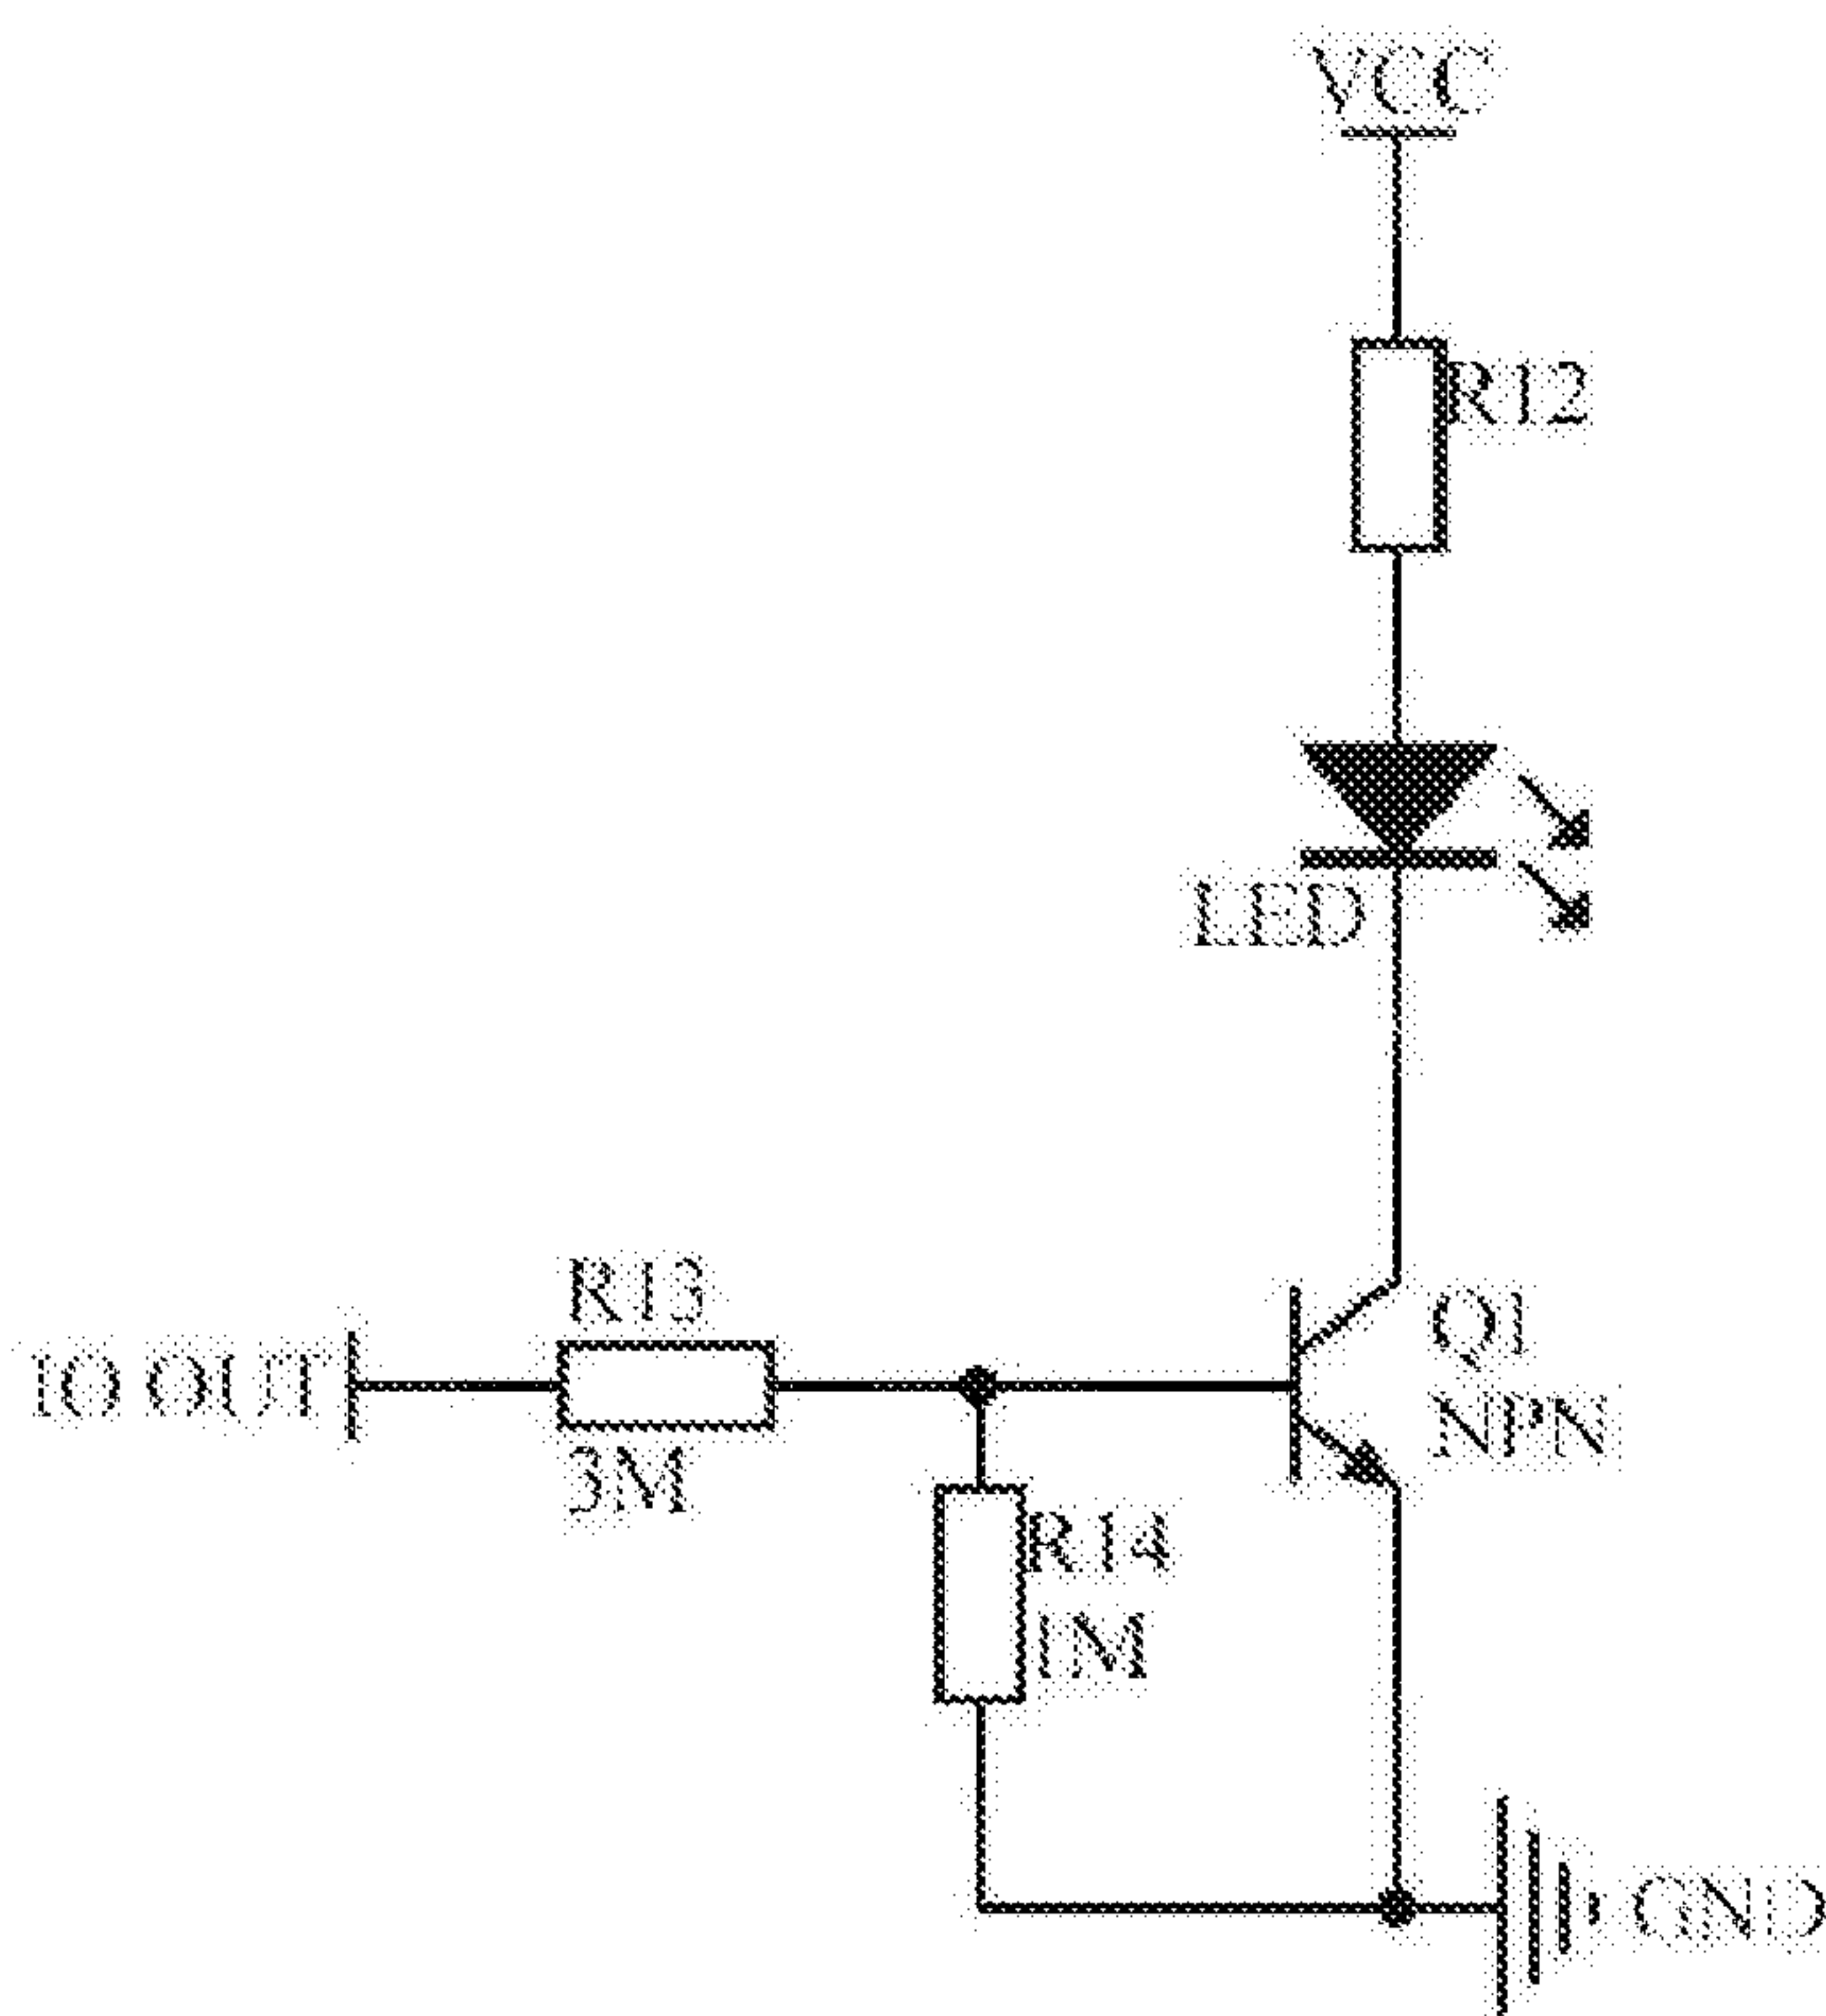 VCC
R12
LED
R13
IO OUT
3M
Q1
NPN
R14
1M
GND